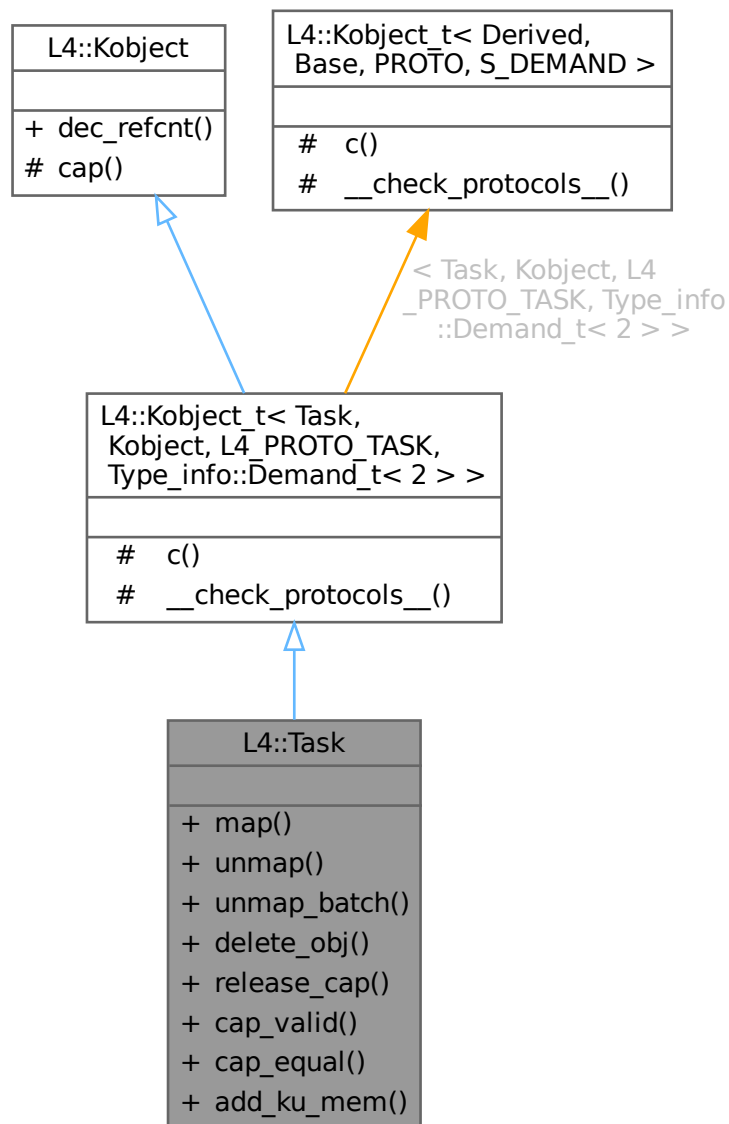 L4::Kobject
+ dec_refcnt()
# cap()
L4::Kobject_t< Derived,
Base, PROTO, S_DEMAND >
# c()
# __check_protocols__()
< Task, Kobject, L4
_PROTO_TASK, Type_info
::Demand_t< 2 > >
L4::Kobject_t< Task,
Kobject, L4_PROTO_TASK,
Type_info::Demand_t< 2 > >
# c()
# __check_protocols__()
L4::Task
+ map()
+ unmap()
+ unmap_batch()
+ delete_obj()
+ release_cap()
+ cap_valid()
+ cap_equal()
+ add_ku_mem()